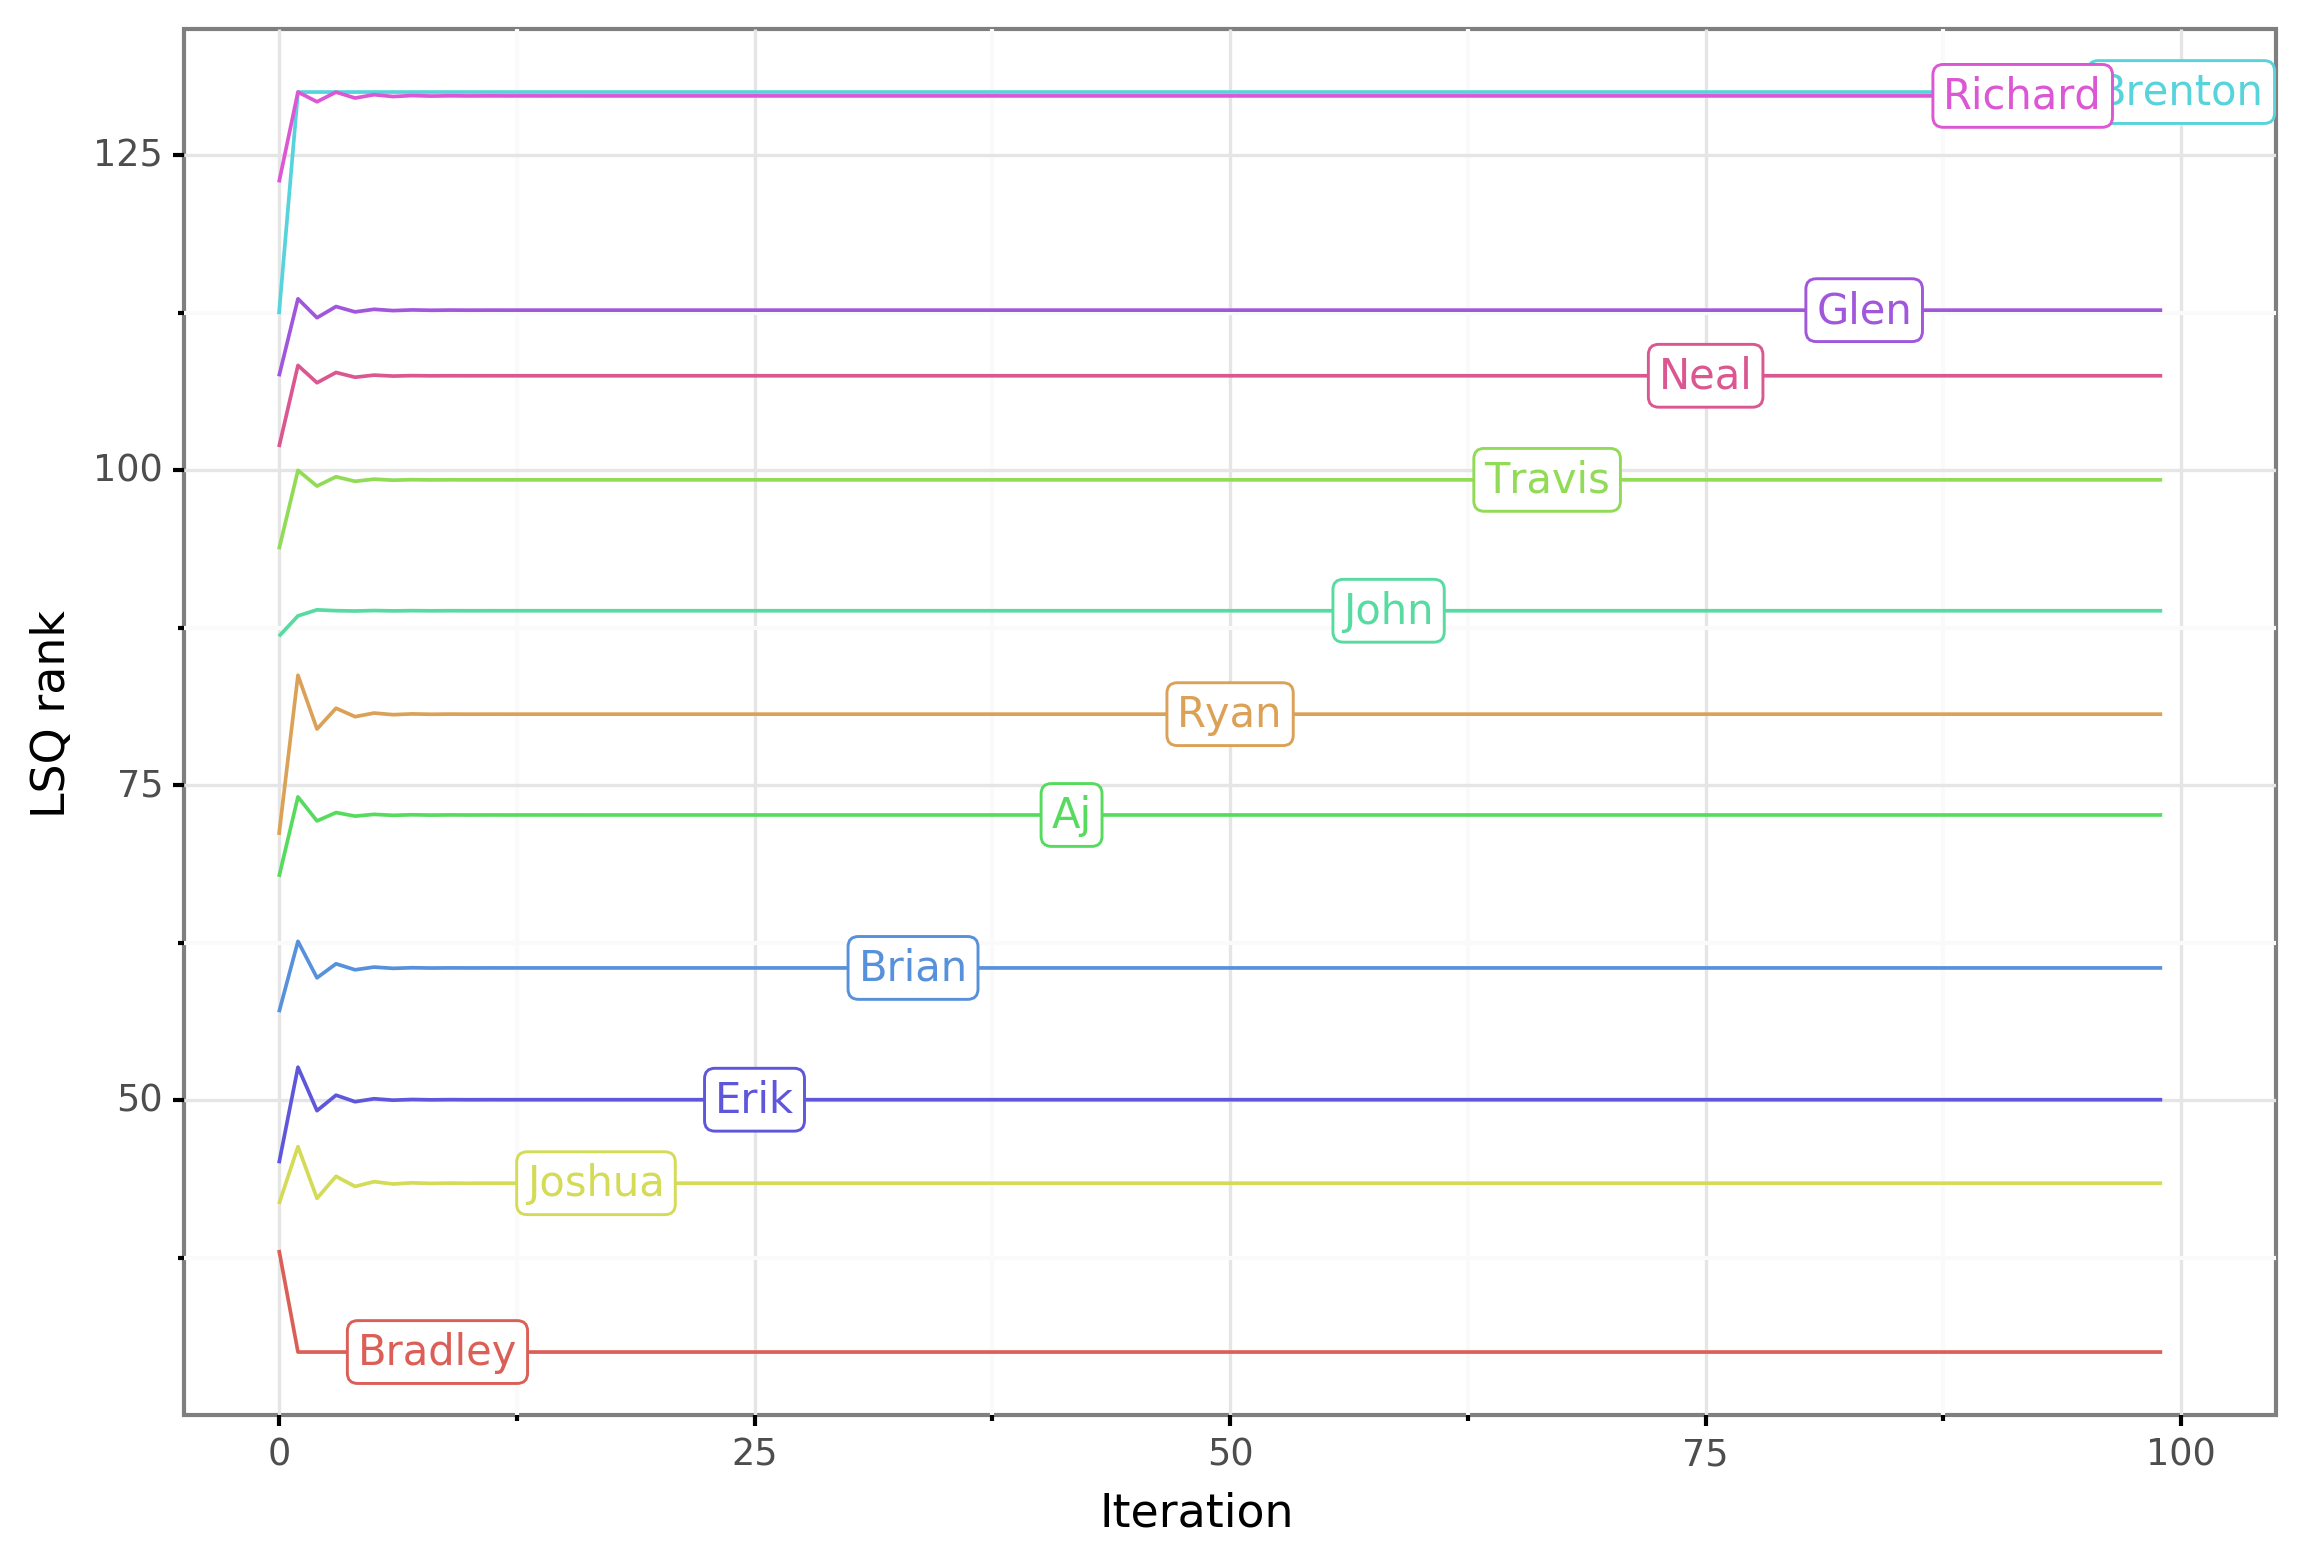 Richard
Brenton
125
Glen
Neal
100
Travis
John
LSQ rank
Ryan
75
Aj
Brian
50
Erik
Joshua
Bradley
0 25 50 75 100
Iteration